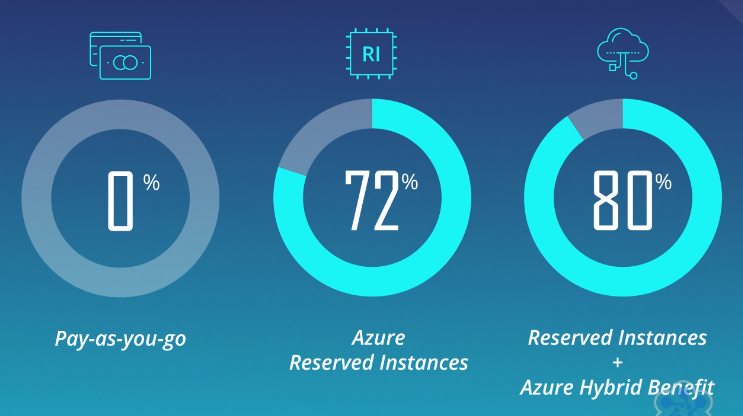 RI
0%
72%
80%
Pay-as-you-go
Azure
Reserved Instances
Reserved Instances
+
Azure Hybrid Benefit